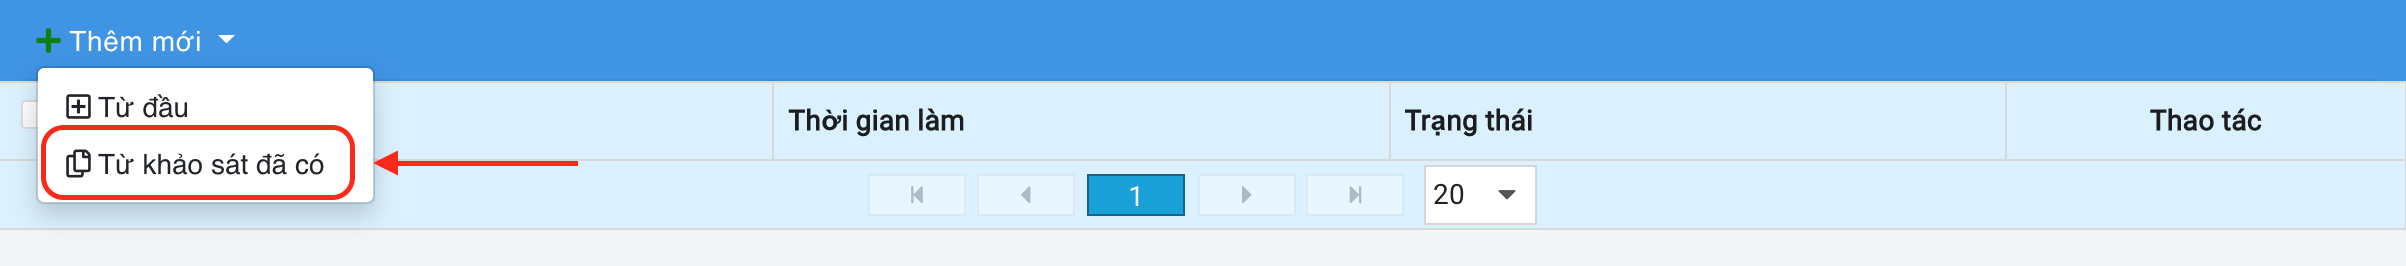 Thêm mới
Từ đầu
Từ khảo sát đã có
Thời gian làm
Trạng thái
Thao tác
1
20